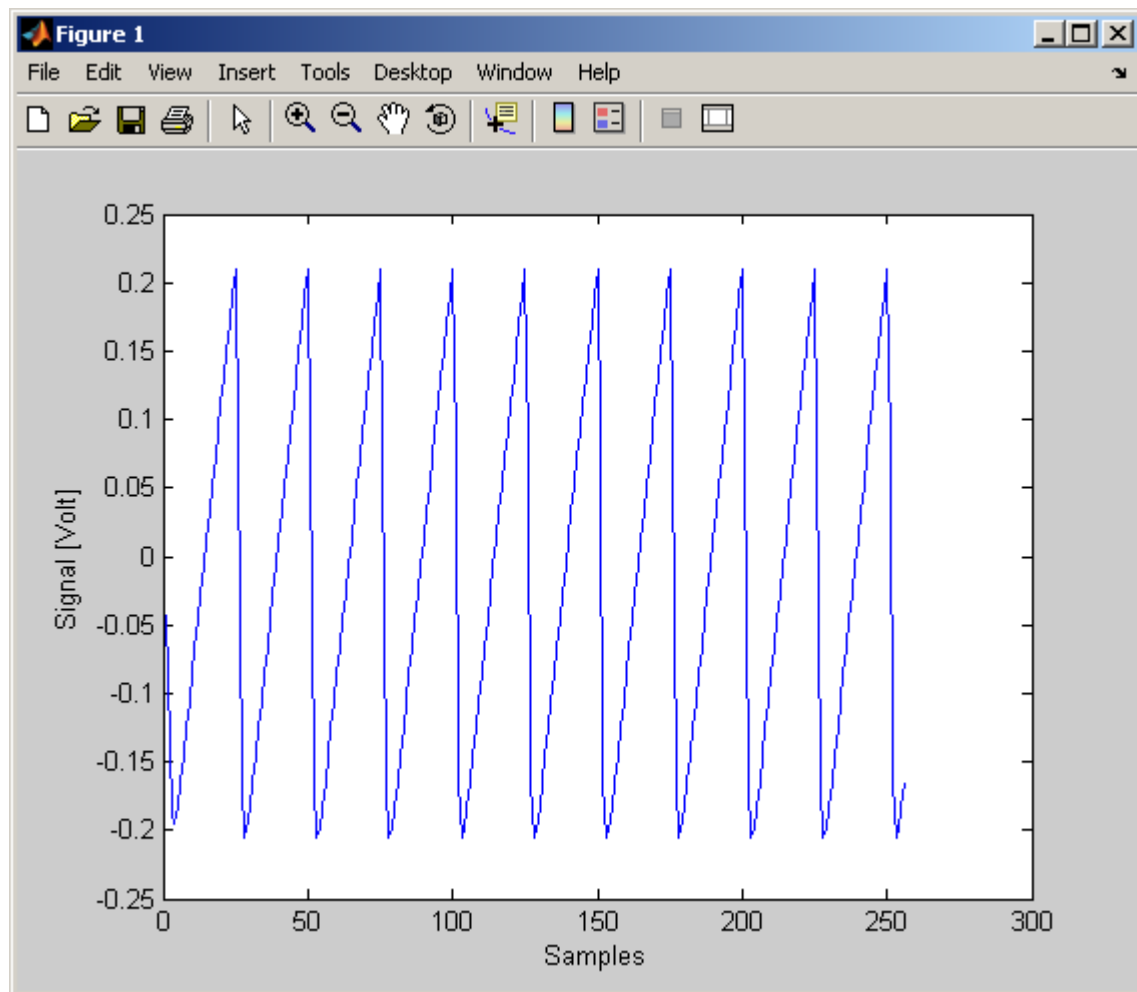 Figure 1
File Edit View Insert Tools Desktop Window Help
0.25
0.2
0.15
0.1
0.05
0
-0.05
-0.1
-0.15
-0.2
-0.25
Signal [Volt]
0 50 100 150 200 250 300
Samples